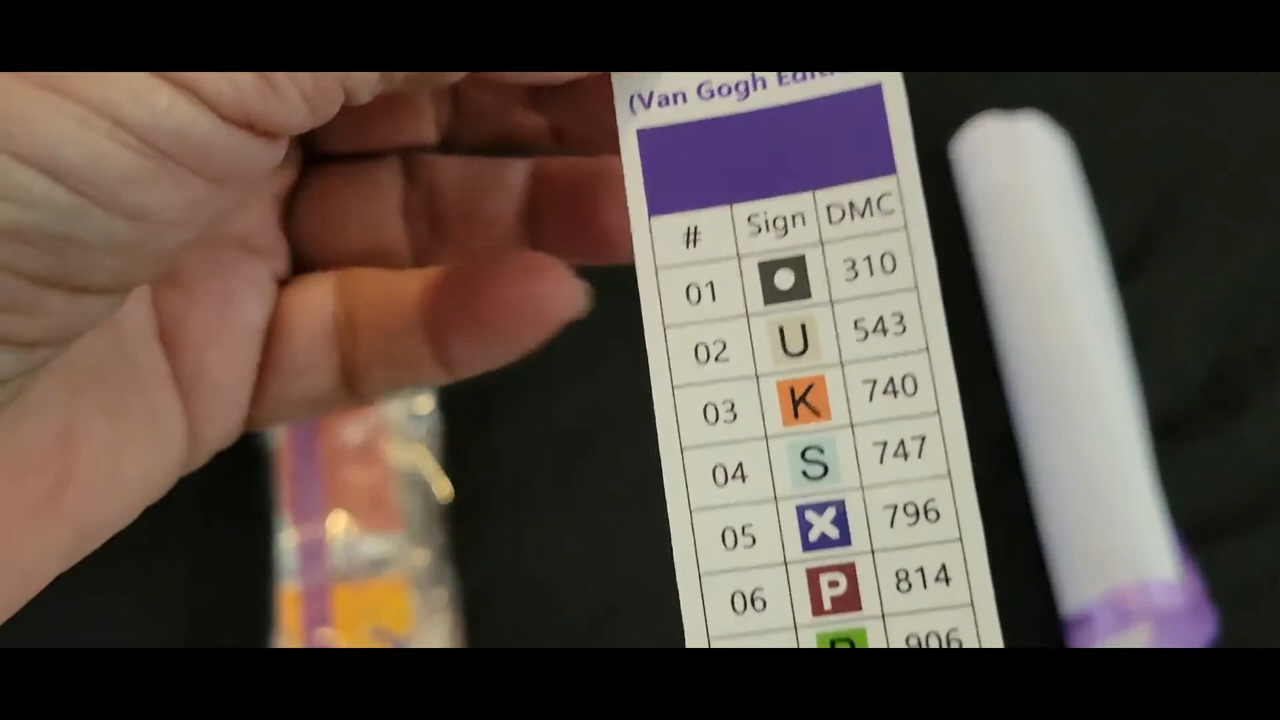 (Van Gogh
# Sign DMC
01 310
02 U 543
03 K 740
04 S 747
05 X 796
06 P 814
906